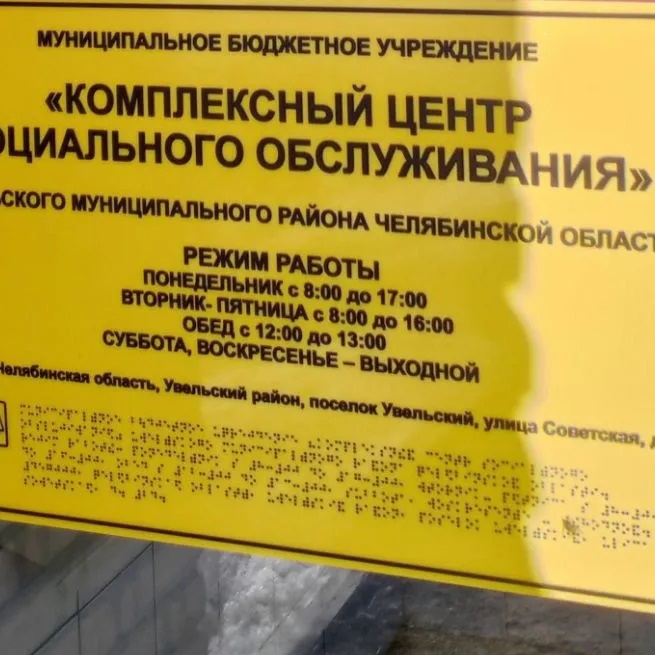 МУНИЦИПАЛЬНОЕ БЮДЖЕТНОЕ УЧРЕЖДЕНИЕ
«КОМПЛЕКСНЫЙ ЦЕНТР
ОЦИАЛЬНОГО ОБСЛУЖИВАНИЯ»
ЬСКОГО МУНИЦИПАЛЬНОГО РАЙОНА ЧЕЛЯБИНСКОЙ ОБЛАСТ
РЕЖИМ РАБОТЫ
ПОНЕДЕЛЬНИК с 8:00 до 17:00
ВТОРНИК- ПЯТНИЦА с 8:00 до 16:00
ОБЕД с 12:00 до 13:00
СУББОТА, ВОСКРЕСЕНЬЕ – ВЫХОДНОЙ
Челябинская область, Увельский район, поселок Увельский, улица Советская, д